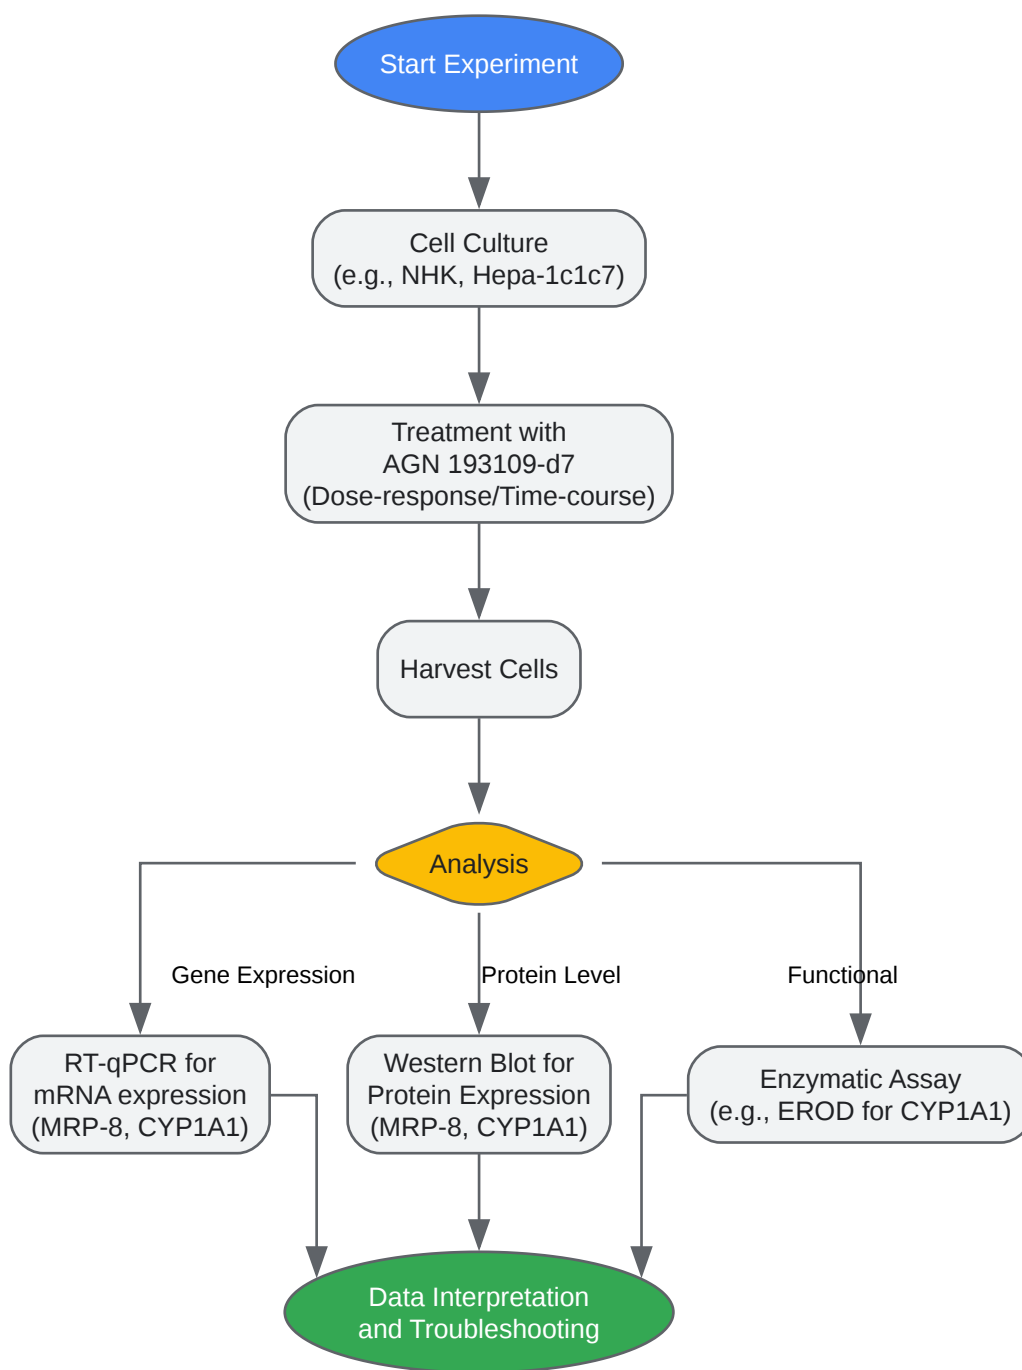 Start Experiment
Cell Culture
(e.g., NHK, Hepa-1c1c7)
Treatment with
AGN 193109-d7
(Dose-response/Time-course)
Harvest Cells
Analysis
Gene Expression
Protein Level
Functional
RT-qPCR for
mRNA expression
(MRP-8, CYP1A1)
Western Blot for
Protein Expression
(MRP-8, CYP1A1)
Enzymatic Assay
(e.g., EROD for CYP1A1)
Data Interpretation
and Troubleshooting